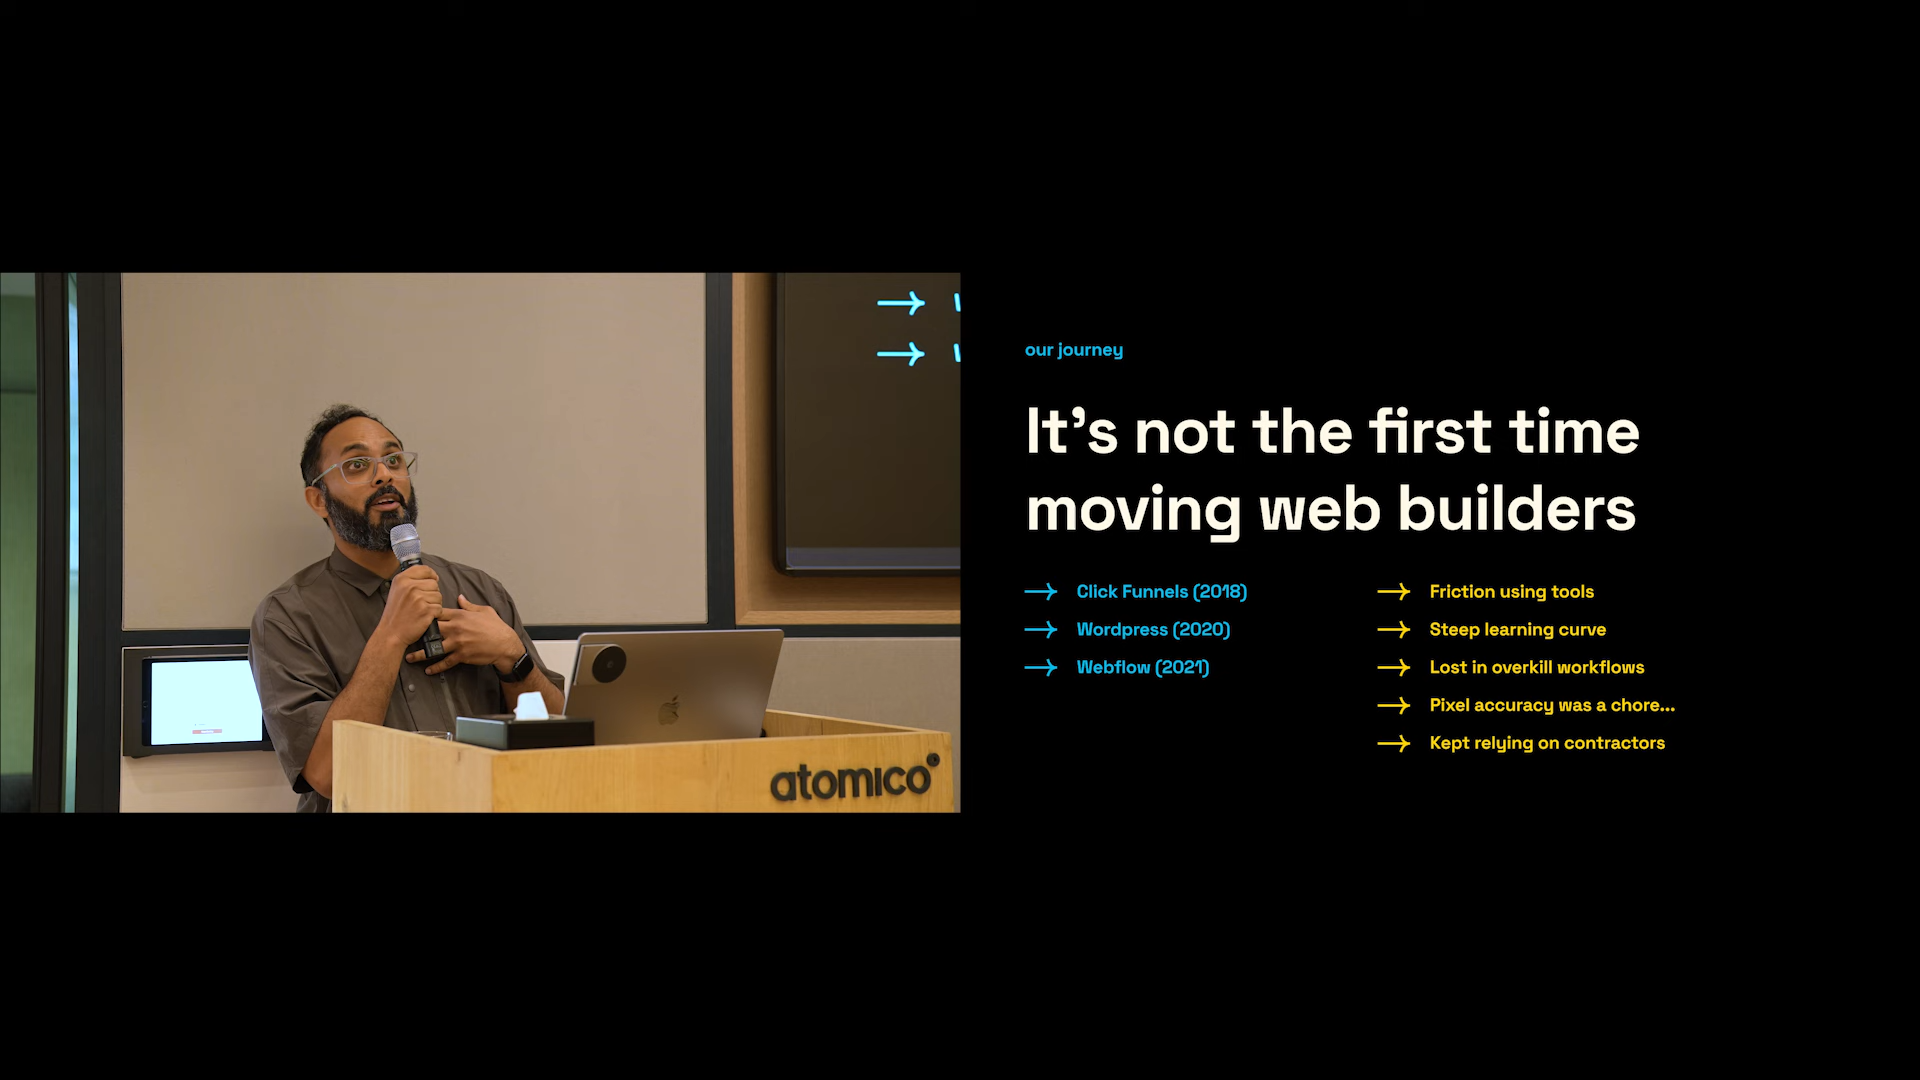 our journey
It’s not the first time
moving web builders
→ Click Funnels (2018)
→ Wordpress (2020)
→ Webflow (2021)
→ Friction using tools
→ Steep learning curve
→ Lost in overkill workflows
→ Pixel accuracy was a chore...
→ Kept relying on contractors
atomico